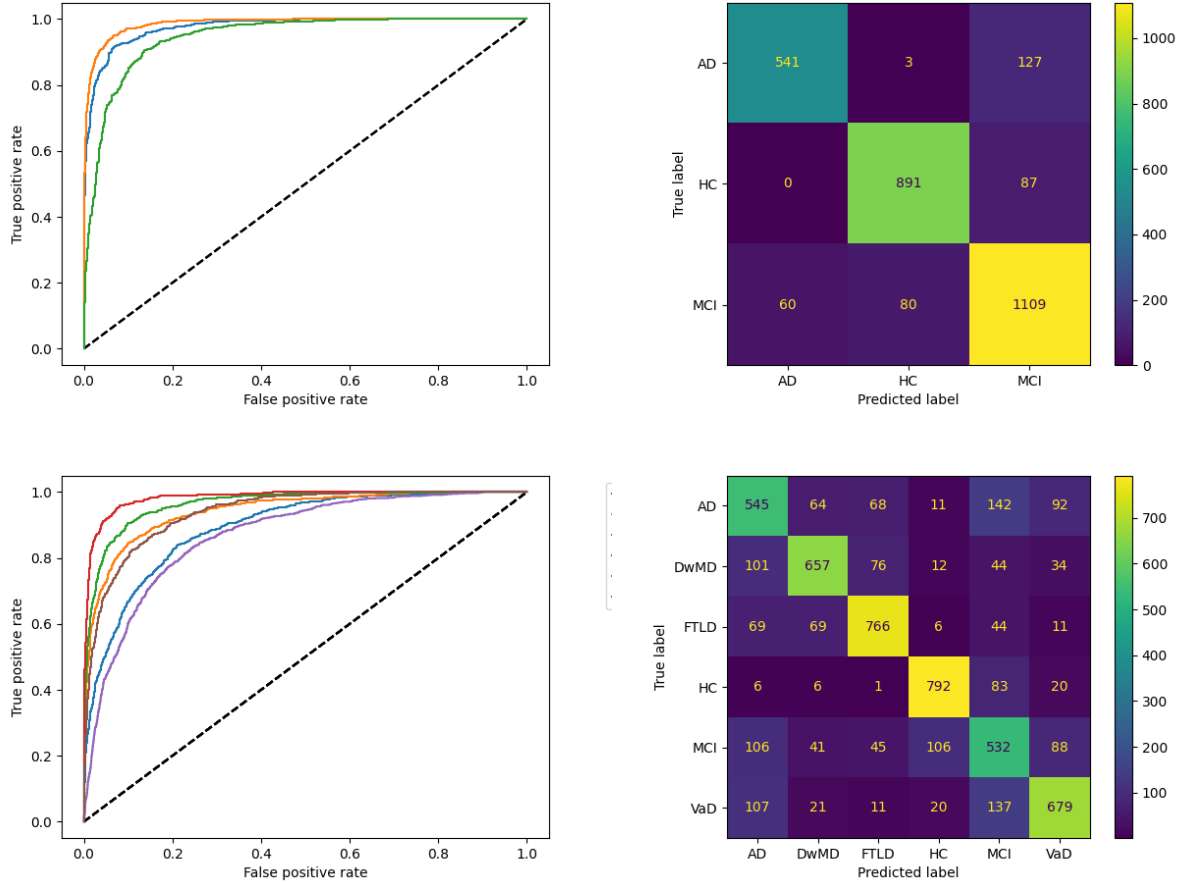 1.0
0.8
0.6
0.4
0.2
0.0
True positive rate
0.0 0.2 0.4 0.6 0.8 1.0
False positive rate
AD 541 3 127
HC 0 891 87
MCI 60 80 1109
True label
AD HC MCI
Predicted label
1000
800
600
400
200
0
1.0
0.8
0.6
0.4
0.2
0.0
True positive rate
0.0 0.2 0.4 0.6 0.8 1.0
False positive rate
AD 545 64 68 11 142 92
DwMD 101 657 76 12 44 34
FTLD 69 69 766 6 44 11
HC 6 6 1 792 83 20
MCI 106 41 45 106 532 88
VaD 107 21 11 20 137 679
True label
AD DwMD FTLD HC MCI VaD
Predicted label
700
600
500
400
300
200
100